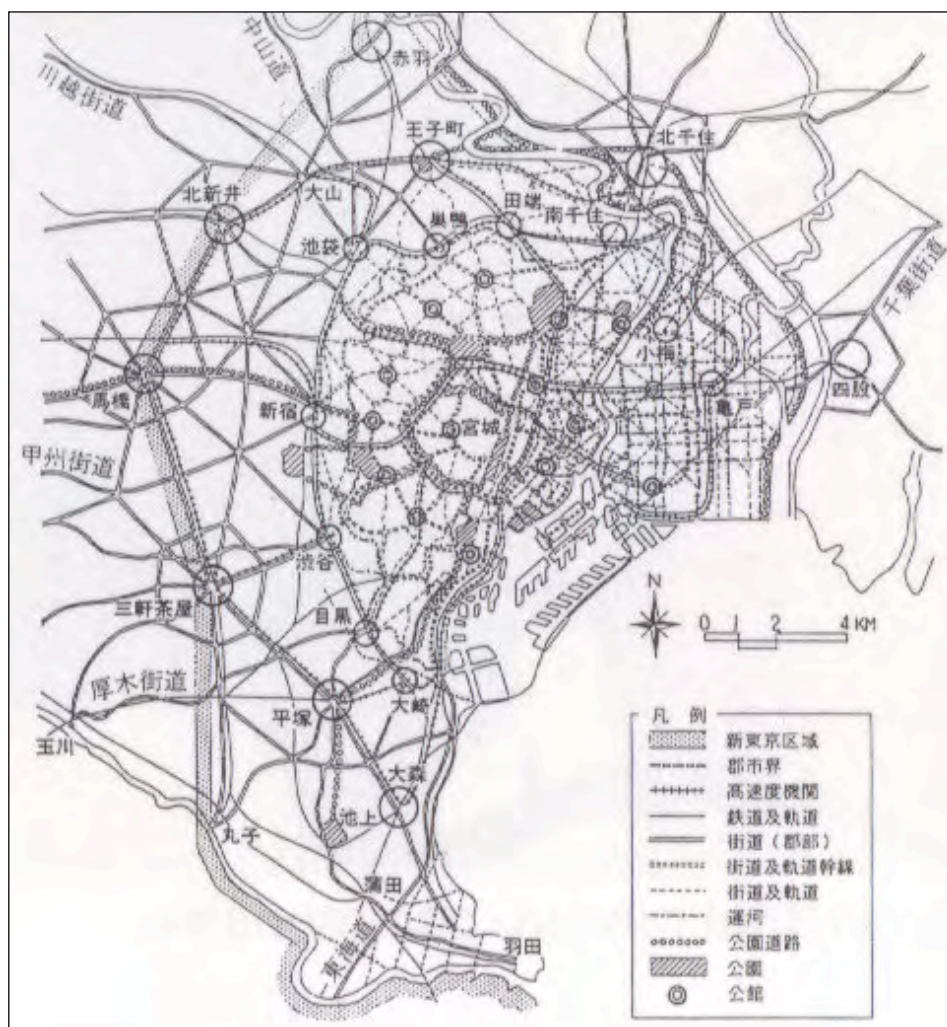 赤羽
中山道
川越街道
王子町
北千住
大山
北新井
田端
南千住
巣鴨
池袋
千葉街道
小梅
馬橋
亀戸
新宿
宮城
甲州街道
渋谷
三軒茶屋
目黒
N
0 1 2 4 KM
厚木街道
大崎
平塚
玉川
大森
池上
丸子
蒲田
東海道
羽田
凡例
新東京区域
郡市界
高速度機関
鉄道及軌道
街道(郡部)
街道及軌道幹線
街道及軌道
運河
公園道路
公園
公館